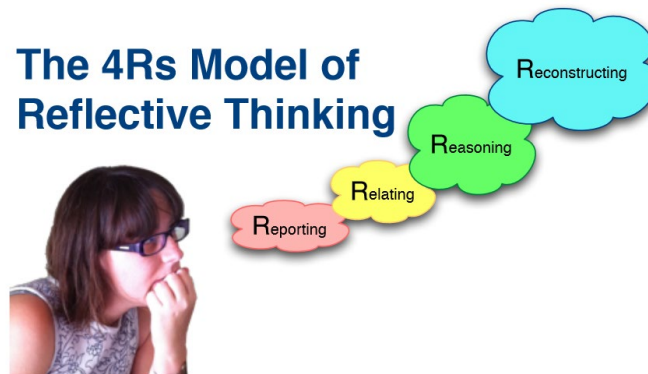 The 4Rs Model of
Reflective Thinking
Reconstructing
Reasoning
Relating
Reporting